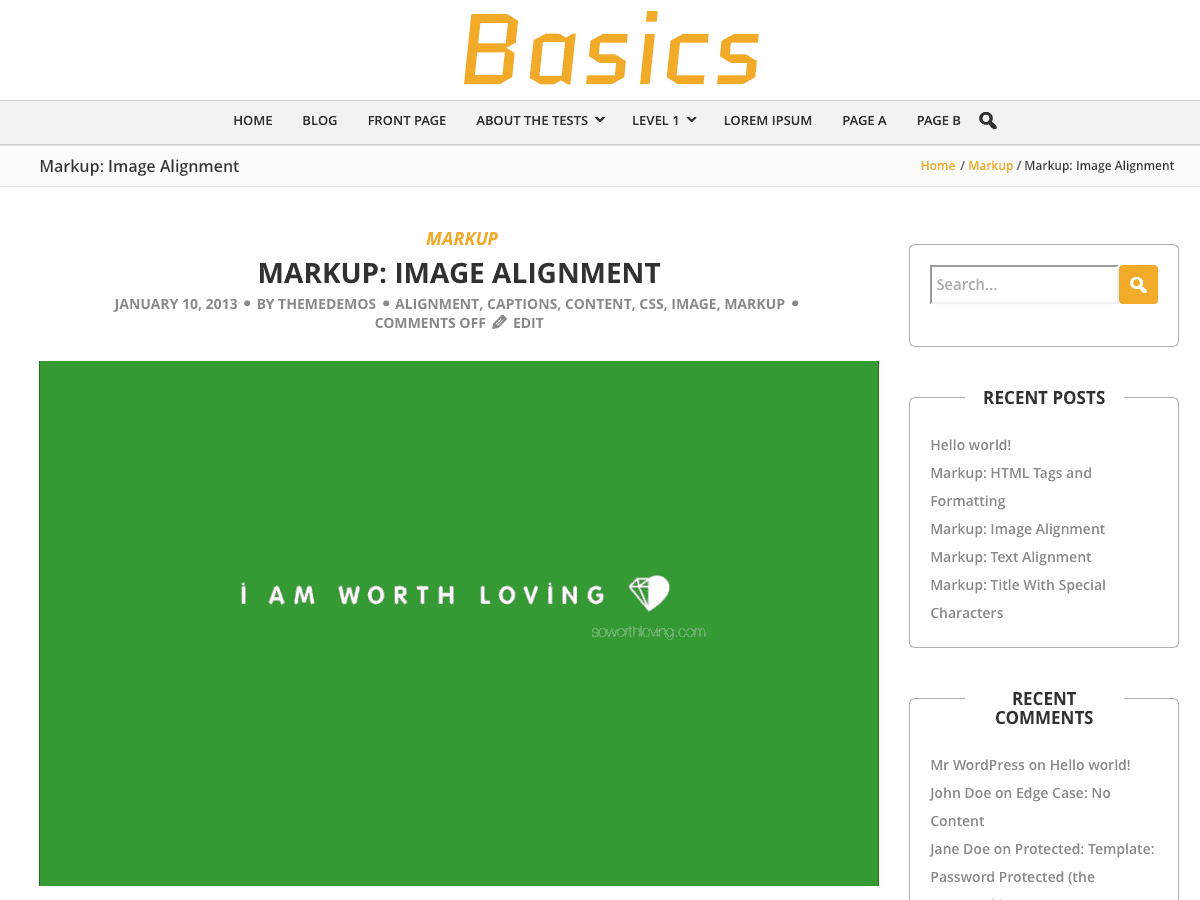 Basics
HOME BLOG FRONT PAGE ABOUT THE TESTS LEVEL 1 LOREM IPSUM PAGE A PAGE B
Markup: Image Alignment
Home / Markup / Markup: Image Alignment
MARKUP
MARKUP: IMAGE ALIGNMENT
JANUARY 10, 2013 • BY THEMEDEMOS • ALIGNMENT, CAPTIONS, CONTENT, CSS, IMAGE, MARKUP •
COMMENTS OFF EDIT
I AM WORTH LOVING
soworthloving.com
Search...
RECENT POSTS
Hello world!
Markup: HTML Tags and
Formatting
Markup: Image Alignment
Markup: Text Alignment
Markup: Title With Special
Characters
RECENT
COMMENTS
Mr WordPress on Hello world!
John Doe on Edge Case: No
Content
Jane Doe on Protected: Template:
Password Protected (the